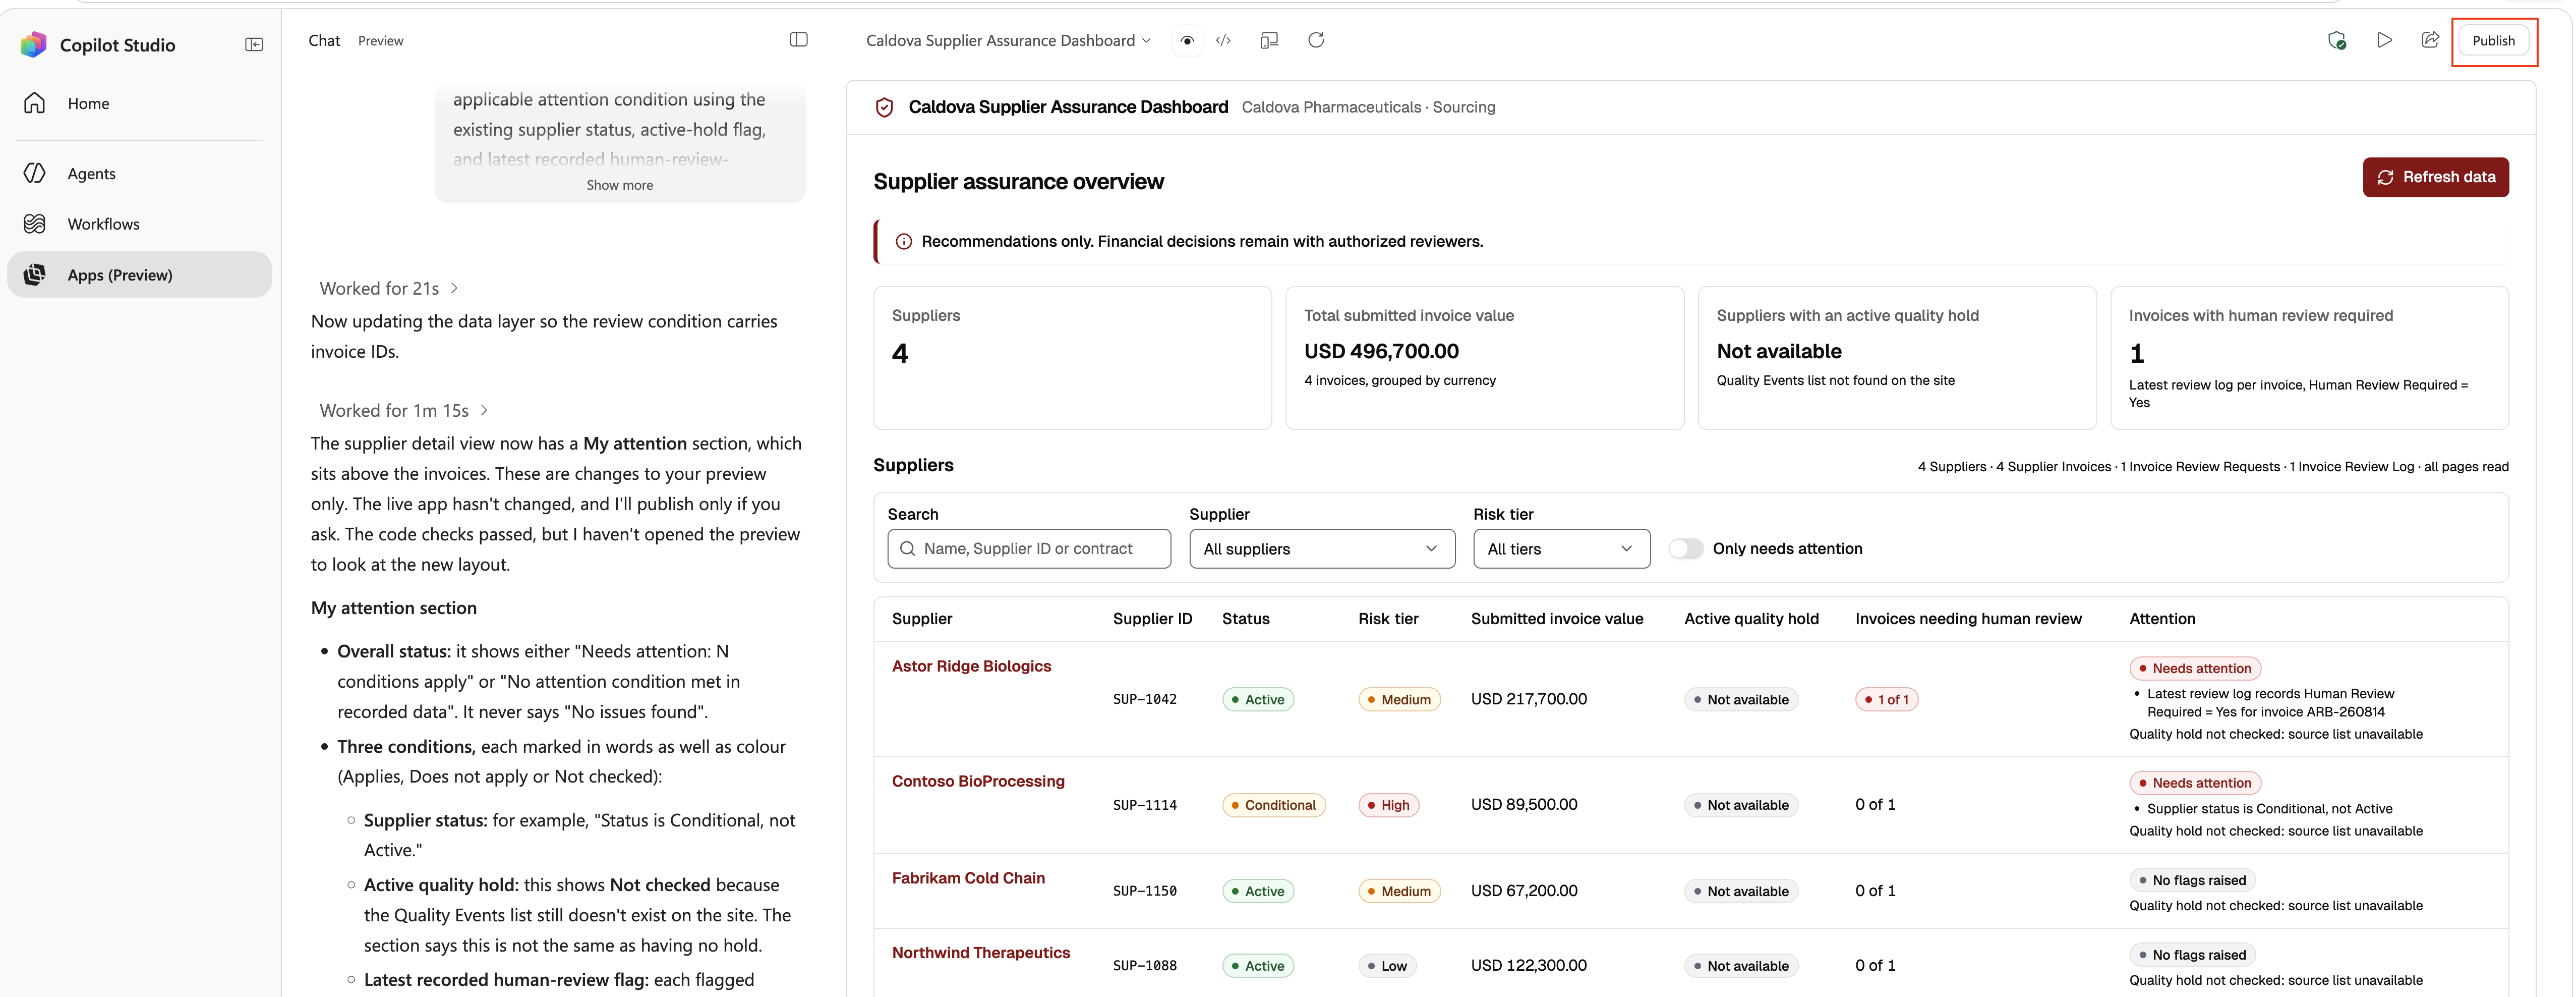 Copilot Studio
Home
Agents
Workflows
Apps (Preview)
Chat
Preview
applicable attention condition using the
existing supplier status, active-hold flag,
and latest recorded human-review-
Show more
Worked for 21s
Now updating the data layer so the review condition carries
invoice IDs.
Worked for 1m 15s
The supplier detail view now has a My attention section, which
sits above the invoices. These are changes to your preview
only. The live app hasn't changed, and I'll publish only if you
ask. The code checks passed, but I haven't opened the preview
to look at the new layout.
My attention section
• Overall status: it shows either "Needs attention: N
conditions apply" or "No attention condition met in
recorded data". It never says "No issues found".
• Three conditions, each marked in words as well as colour
(Applies, Does not apply or Not checked):
○ Supplier status: for example, "Status is Conditional, not
Active."
○ Active quality hold: this shows Not checked because
the Quality Events list still doesn't exist on the site. The
section says this is not the same as having no hold.
○ Latest recorded human-review flag: each flagged
Caldova Supplier Assurance Dashboard
Publish
Caldova Supplier Assurance Dashboard Caldova Pharmaceuticals · Sourcing
Supplier assurance overview
Refresh data
Recommendations only. Financial decisions remain with authorized reviewers.
Suppliers
4
Total submitted invoice value
USD 496,700.00
4 invoices, grouped by currency
Suppliers with an active quality hold
Not available
Quality Events list not found on the site
Invoices with human review required
1
Latest review log per invoice, Human Review Required =
Yes
Suppliers
4 Suppliers · 4 Supplier Invoices · 1 Invoice Review Requests · 1 Invoice Review Log · all pages read
Search
Name, Supplier ID or contract
Supplier
All suppliers
Risk tier
All tiers
Only needs attention
Supplier Supplier ID Status Risk tier Submitted invoice value Active quality hold Invoices needing human review Attention
Astor Ridge Biologics
SUP-1042 Active Medium USD 217,700.00 Not available 1 of 1
Needs attention
• Latest review log records Human Review
Required = Yes for invoice ARB-260814
Quality hold not checked: source list unavailable
Contoso BioProcessing
SUP-1114 Conditional High USD 89,500.00 Not available 0 of 1
Needs attention
• Supplier status is Conditional, not Active
Quality hold not checked: source list unavailable
Fabrikam Cold Chain
SUP-1150 Active Medium USD 67,200.00 Not available 0 of 1
No flags raised
Quality hold not checked: source list unavailable
Northwind Therapeutics
SUP-1088 Active Low USD 122,300.00 Not available 0 of 1
No flags raised
Quality hold not checked: source list unavailable